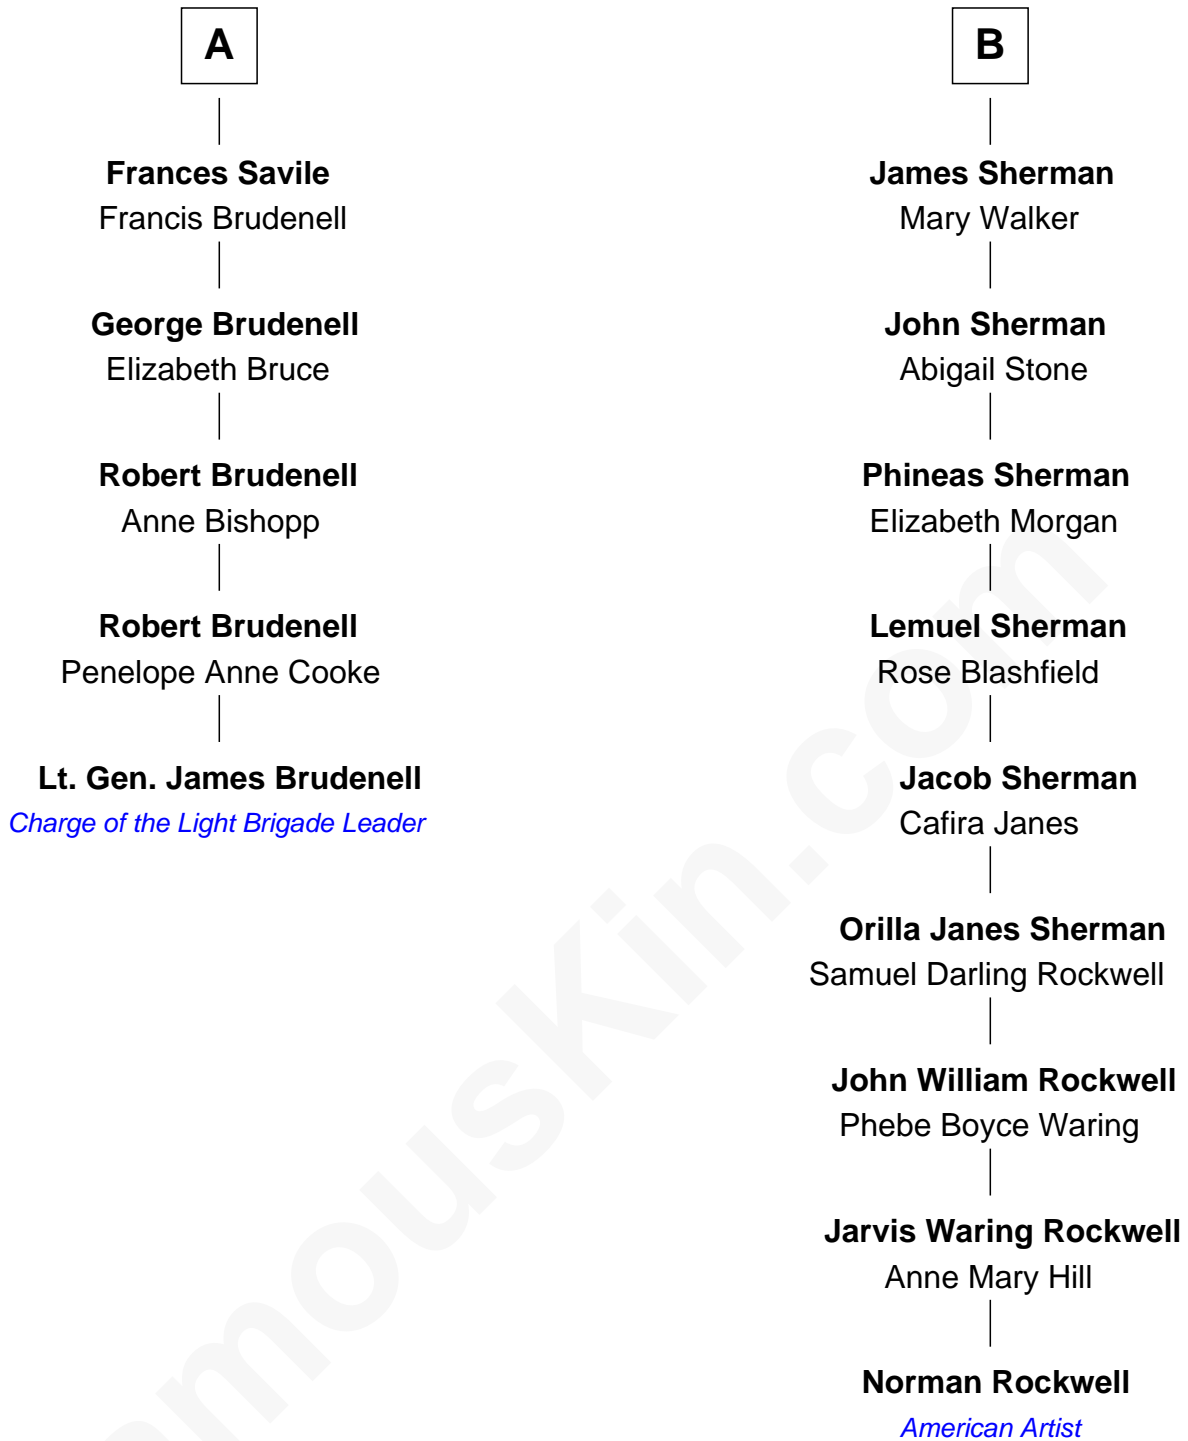 A
Frances Savile
Francis Brudenell
George Brudenell
Elizabeth Bruce
Robert Brudenell
Anne Bishopp
Robert Brudenell
Penelope Anne Cooke
Lt. Gen. James Brudenell
Charge of the Light Brigade Leader
B
James Sherman
Mary Walker
John Sherman
Abigail Stone
Phineas Sherman
Elizabeth Morgan
Lemuel Sherman
Rose Blashfield
Jacob Sherman
Cafira Janes
Orilla Janes Sherman
Samuel Darling Rockwell
John William Rockwell
Phebe Boyce Waring
Jarvis Waring Rockwell
Anne Mary Hill
Norman Rockwell
American Artist
amouskin.com